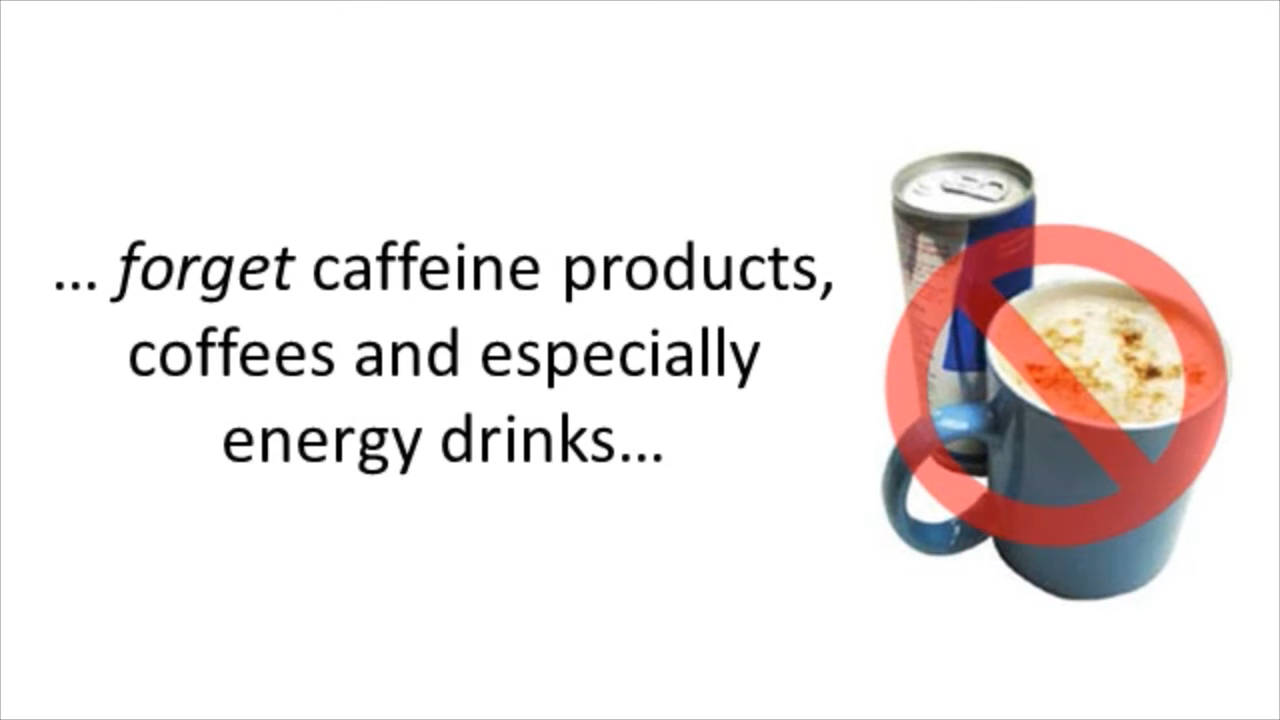 ... forget caffeine products,
coffees and especially
energy drinks...